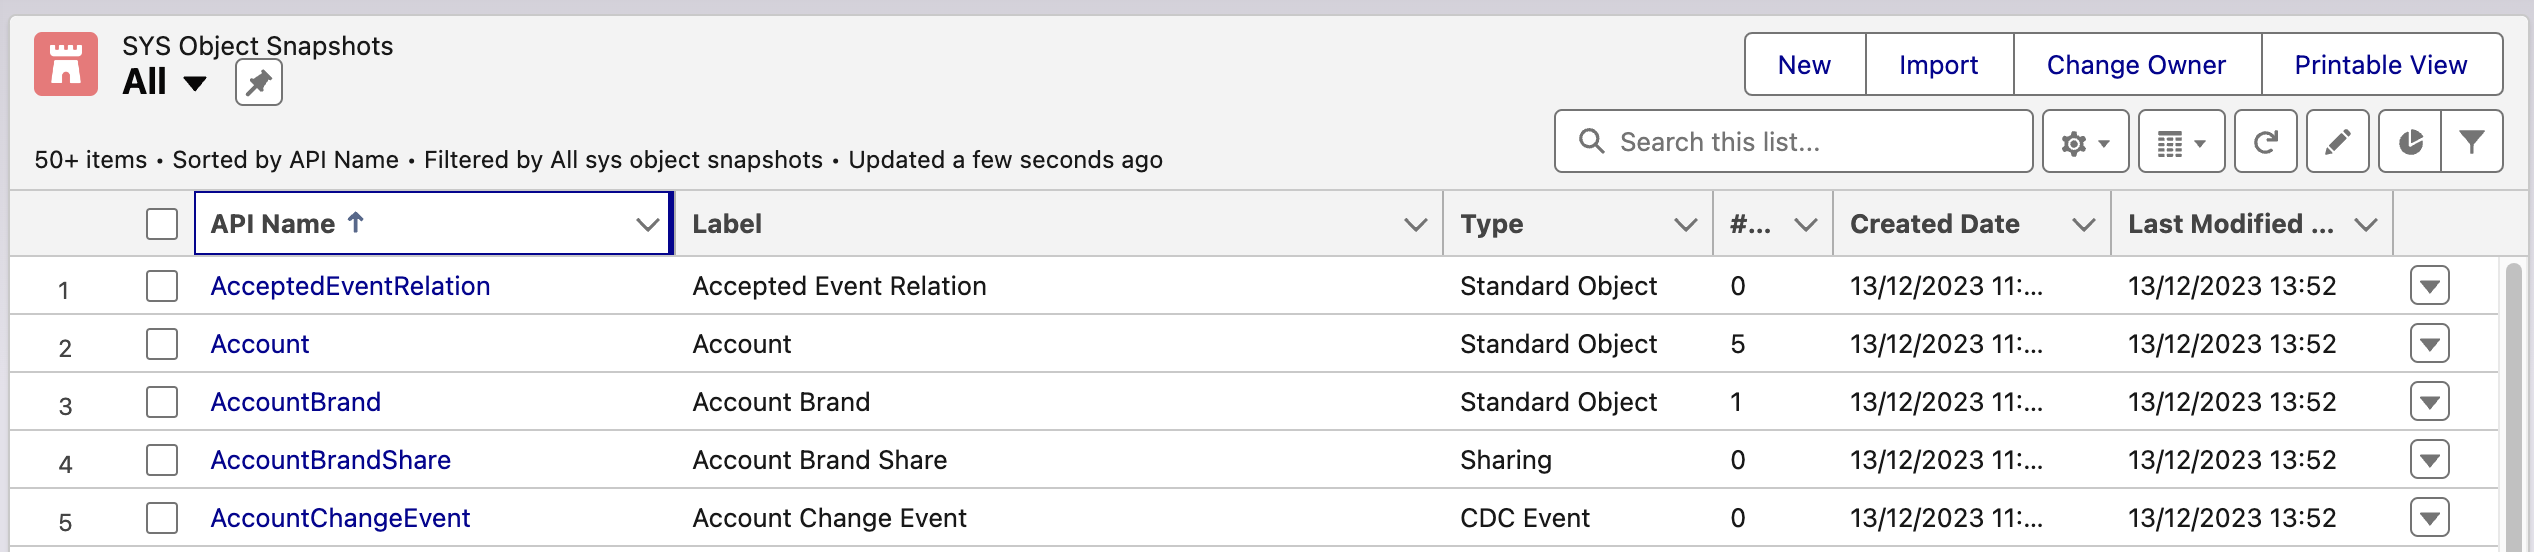 SYS Object Snapshots
All
New Import Change Owner Printable View
50+ items • Sorted by API Name • Filtered by All sys object snapshots • Updated a few seconds ago
Search this list...
API Name Label Type #... Created Date Last Modified ...
1 AcceptedEventRelation Accepted Event Relation Standard Object 0 13/12/2023 11:... 13/12/2023 13:52
2 Account Account Standard Object 5 13/12/2023 11:... 13/12/2023 13:52
3 AccountBrand Account Brand Standard Object 1 13/12/2023 11:... 13/12/2023 13:52
4 AccountBrandShare Account Brand Share Sharing 0 13/12/2023 11:... 13/12/2023 13:52
5 AccountChangeEvent Account Change Event CDC Event 0 13/12/2023 11:... 13/12/2023 13:52